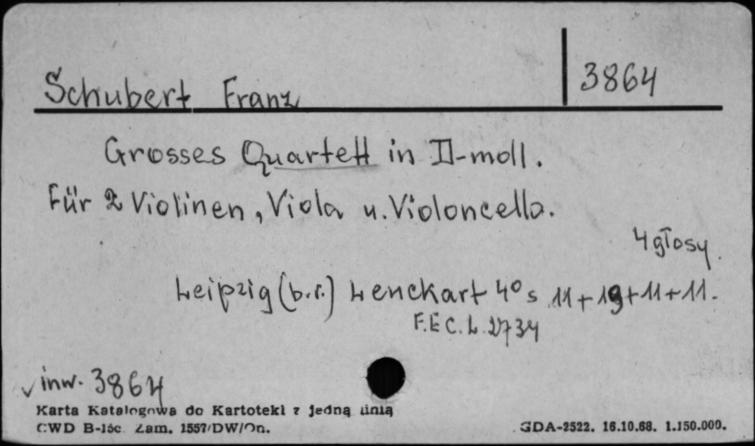 Schubert Franz 3864
Grosses Quartett in D-moll.
Für 2 Violinen, Viola u. Violoncello.
4 głosy.
Leipzig (b.r.) Lenckart 4° s 11 + 19 + 11 + 11.
F.E C. L. 2734
inw. 3864
Karta Katalogowa do Kartoteki z jedną linią
CWD B-15c Zam. 1557/DW/On.
GDA-2522. 16.10.68. 1.150.000.